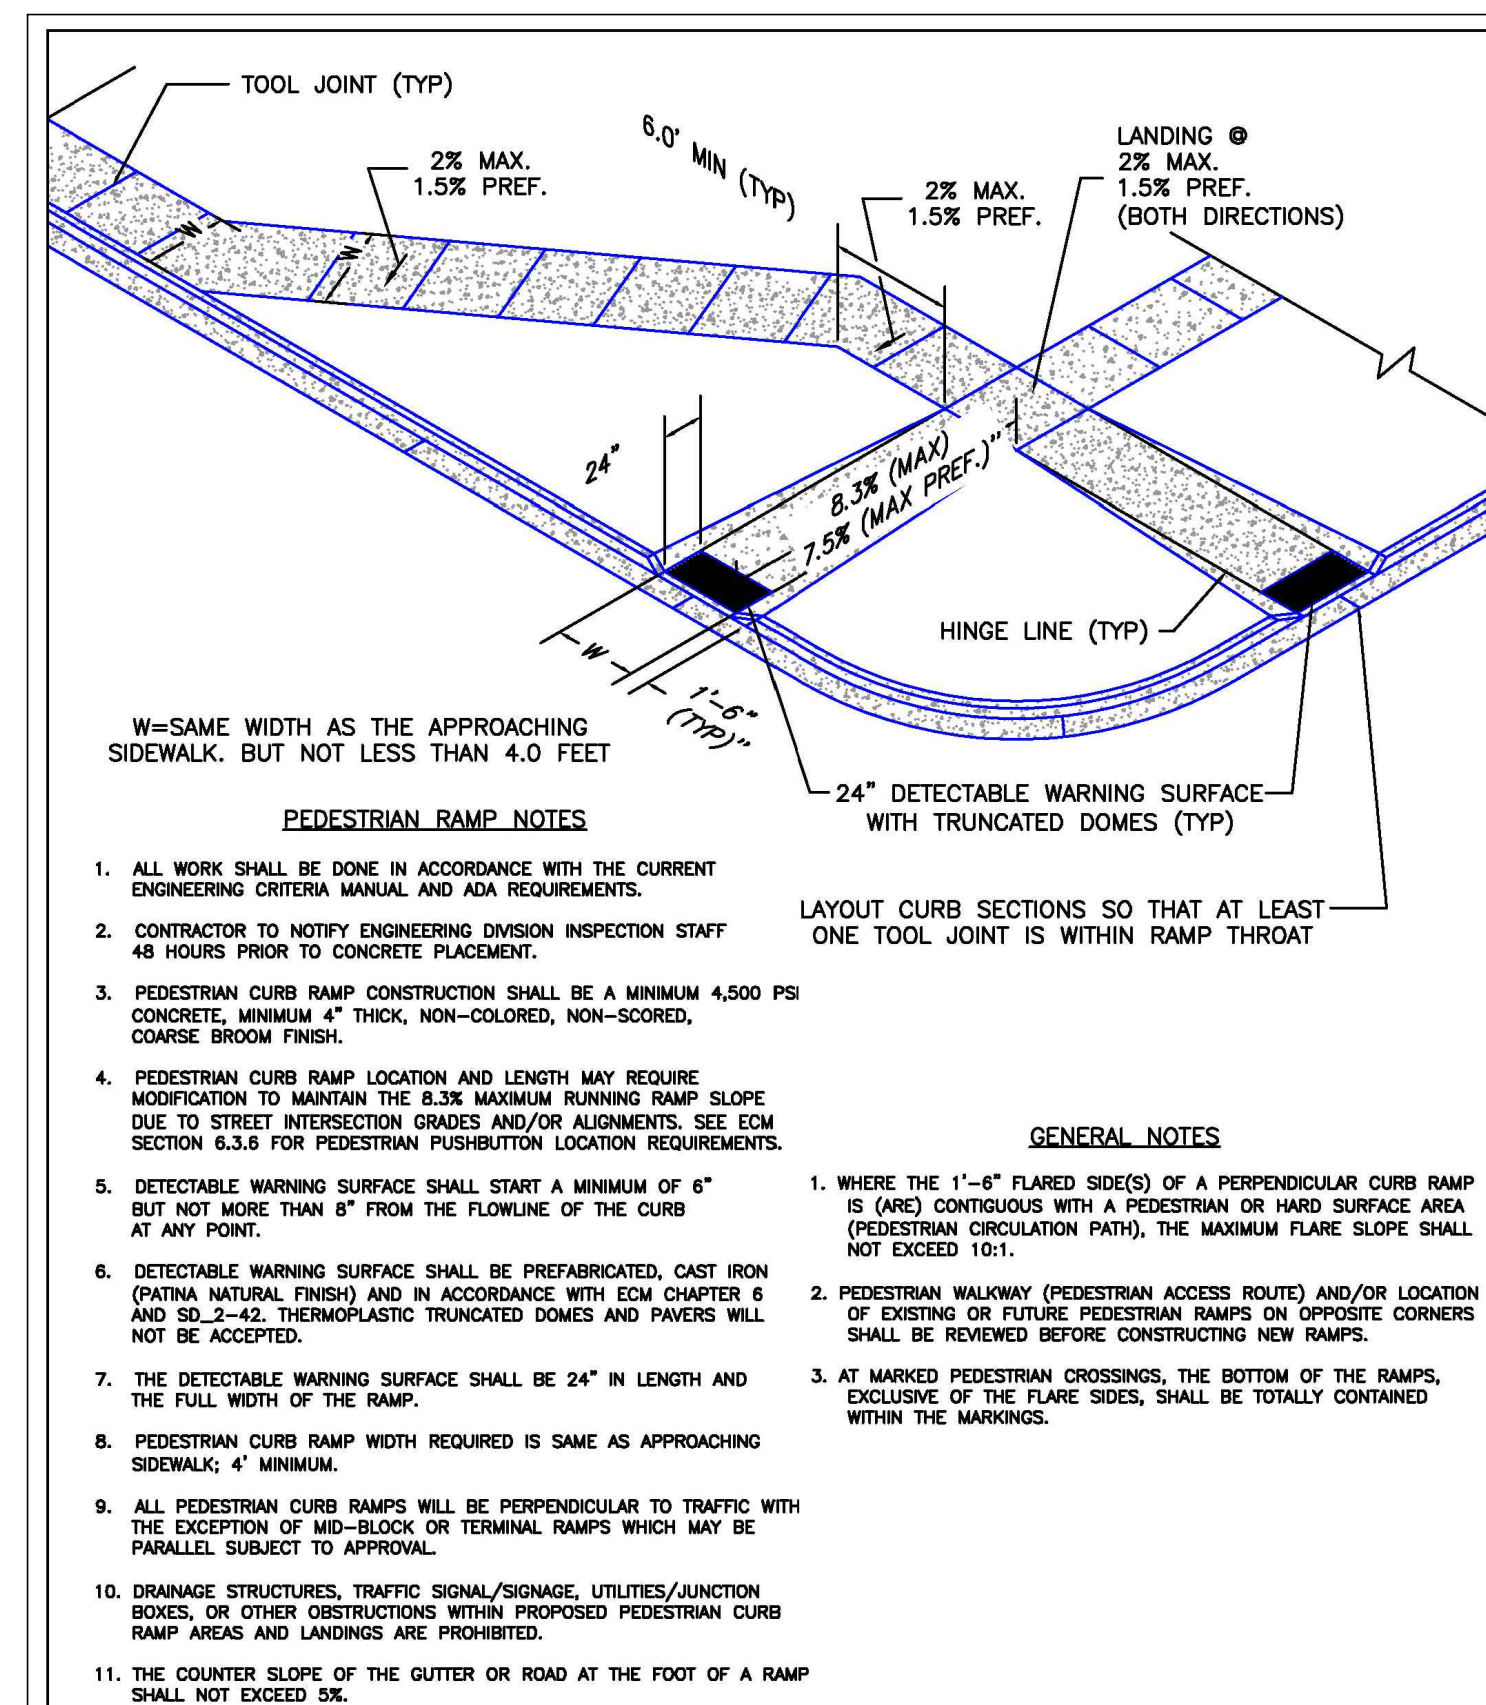 TOOL JOINT (TYP)
2% MAX.
1.5% PREF.
6.0' MIN (TYP)
2% MAX.
1.5% PREF.
LANDING @
2% MAX.
1.5% PREF.
(BOTH DIRECTIONS)
W
W
24"
8.3% (MAX)
7.5% (MAX PREF.)"
HINGE LINE (TYP)
W
1'-6"
(TYP)"
W=SAME WIDTH AS THE APPROACHING
SIDEWALK. BUT NOT LESS THAN 4.0 FEET
24" DETECTABLE WARNING SURFACE
WITH TRUNCATED DOMES (TYP)
LAYOUT CURB SECTIONS SO THAT AT LEAST
ONE TOOL JOINT IS WITHIN RAMP THROAT
PEDESTRIAN RAMP NOTES
1. ALL WORK SHALL BE DONE IN ACCORDANCE WITH THE CURRENT
ENGINEERING CRITERIA MANUAL AND ADA REQUIREMENTS.
2. CONTRACTOR TO NOTIFY ENGINEERING DIVISION INSPECTION STAFF
48 HOURS PRIOR TO CONCRETE PLACEMENT.
3. PEDESTRIAN CURB RAMP CONSTRUCTION SHALL BE A MINIMUM 4,500 PSI
CONCRETE, MINIMUM 4" THICK, NON-COLORED, NON-SCORED,
COARSE BROOM FINISH.
4. PEDESTRIAN CURB RAMP LOCATION AND LENGTH MAY REQUIRE
MODIFICATION TO MAINTAIN THE 8.3% MAXIMUM RUNNING RAMP SLOPE
DUE TO STREET INTERSECTION GRADES AND/OR ALIGNMENTS. SEE ECM
SECTION 6.3.6 FOR PEDESTRIAN PUSHBUTTON LOCATION REQUIREMENTS.
5. DETECTABLE WARNING SURFACE SHALL START A MINIMUM OF 6"
BUT NOT MORE THAN 8" FROM THE FLOWLINE OF THE CURB
AT ANY POINT.
6. DETECTABLE WARNING SURFACE SHALL BE PREFABRICATED, CAST IRON
(PATINA NATURAL FINISH) AND IN ACCORDANCE WITH ECM CHAPTER 6
AND SD_2-42. THERMOPLASTIC TRUNCATED DOMES AND PAVERS WILL
NOT BE ACCEPTED.
7. THE DETECTABLE WARNING SURFACE SHALL BE 24" IN LENGTH AND
THE FULL WIDTH OF THE RAMP.
8. PEDESTRIAN CURB RAMP WIDTH REQUIRED IS SAME AS APPROACHING
SIDEWALK; 4' MINIMUM.
9. ALL PEDESTRIAN CURB RAMPS WILL BE PERPENDICULAR TO TRAFFIC WITH
THE EXCEPTION OF MID-BLOCK OR TERMINAL RAMPS WHICH MAY BE
PARALLEL SUBJECT TO APPROVAL.
10. DRAINAGE STRUCTURES, TRAFFIC SIGNAL/SIGNAGE, UTILITIES/JUNCTION
BOXES, OR OTHER OBSTRUCTIONS WITHIN PROPOSED PEDESTRIAN CURB
RAMP AREAS AND LANDINGS ARE PROHIBITED.
11. THE COUNTER SLOPE OF THE GUTTER OR ROAD AT THE FOOT OF A RAMP
SHALL NOT EXCEED 5%.
GENERAL NOTES
1. WHERE THE 1'-6" FLARED SIDE(S) OF A PERPENDICULAR CURB RAMP
IS (ARE) CONTIGUOUS WITH A PEDESTRIAN OR HARD SURFACE AREA
(PEDESTRIAN CIRCULATION PATH), THE MAXIMUM FLARE SLOPE SHALL
NOT EXCEED 10:1.
2. PEDESTRIAN WALKWAY (PEDESTRIAN ACCESS ROUTE) AND/OR LOCATION
OF EXISTING OR FUTURE PEDESTRIAN RAMPS ON OPPOSITE CORNERS
SHALL BE REVIEWED BEFORE CONSTRUCTING NEW RAMPS.
3. AT MARKED PEDESTRIAN CROSSINGS, THE BOTTOM OF THE RAMPS,
EXCLUSIVE OF THE FLARE SIDES, SHALL BE TOTALLY CONTAINED
WITHIN THE MARKINGS.